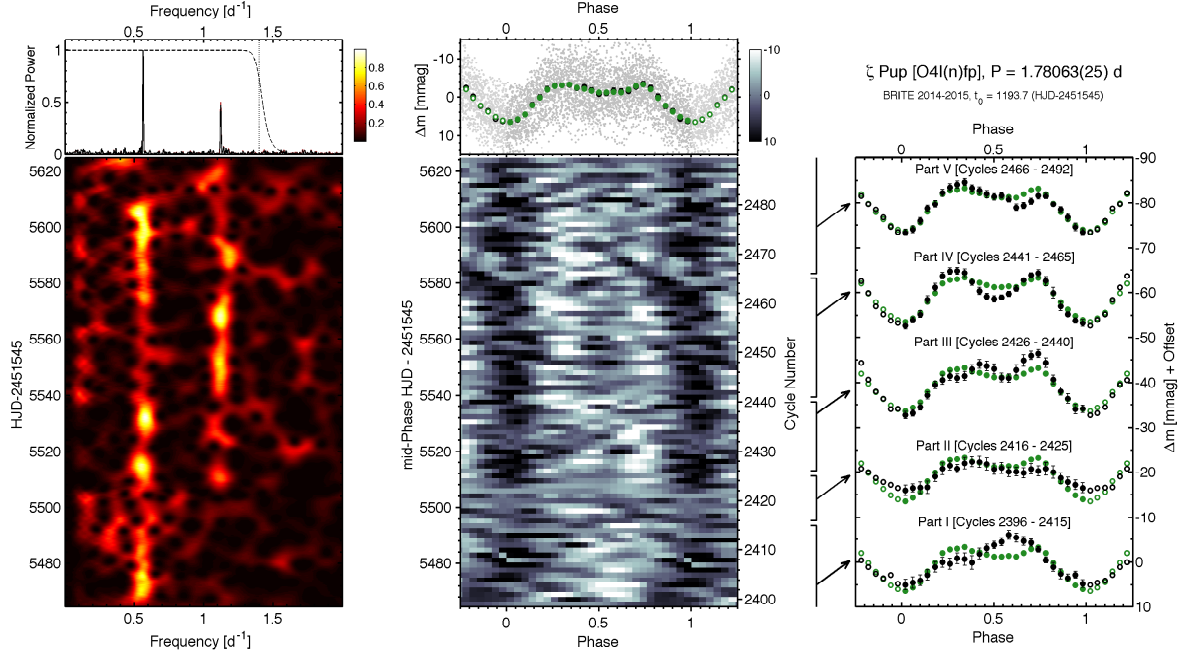 Frequency [d⁻¹]
0.5 1 1.5
Normalized Power
1
0.5
0
0.8
0.6
0.4
0.2
HJD-2451545
5620
5600
5580
5560
5540
5520
5500
5480
0.5 1 1.5
Frequency [d⁻¹]
Phase
0 0.5 1
Δm [mmag]
-10
0
10
-10
0
10
mid-Phase HJD - 2451545
5620
5600
5580
5560
5540
5520
5500
5480
2480
2470
2460
2450
2440
2430
2420
2410
2400
Cycle Number
0 0.5 1
Phase
ζ Pup [O4I(n)fp], P = 1.78063(25) d
BRITE 2014-2015, t₀ = 1193.7 (HJD-2451545)
Phase
0 0.5 1
Part V [Cycles 2466 - 2492]
Part IV [Cycles 2441 - 2465]
Part III [Cycles 2426 - 2440]
Part II [Cycles 2416 - 2425]
Part I [Cycles 2396 - 2415]
-90
-80
-70
-60
-50
-40
-30
-20
-10
0
10
Δm [mmag] + Offset
0 0.5 1
Phase